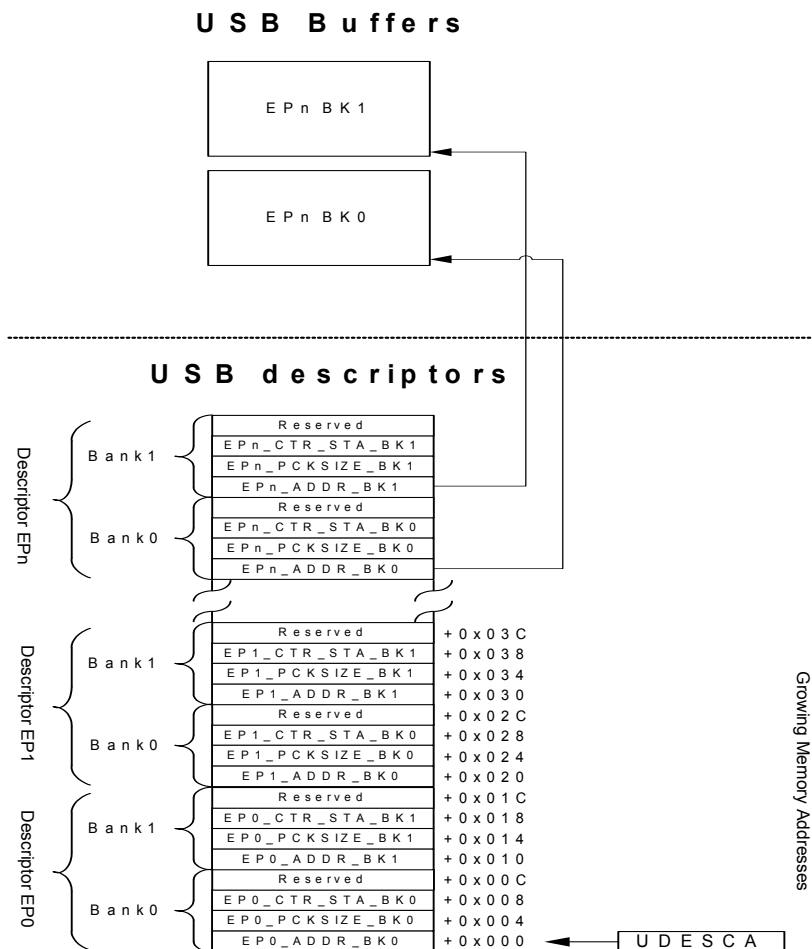 USB Buffers
EPn BK1
EPn BK0
USB descriptors
Descriptor EPn
Bank1
Reserved
EPn_CTR_STA_BK1
EPn_PCKSIZE_BK1
EPn_ADDR_BK1
Bank0
Reserved
EPn_CTR_STA_BK0
EPn_PCKSIZE_BK0
EPn_ADDR_BK0
Descriptor EP1
Bank1
Reserved +0x03C
EP1_CTR_STA_BK1 +0x038
EP1_PCKSIZE_BK1 +0x034
EP1_ADDR_BK1 +0x030
Bank0
Reserved +0x02C
EP1_CTR_STA_BK0 +0x028
EP1_PCKSIZE_BK0 +0x024
EP1_ADDR_BK0 +0x020
Descriptor EP0
Bank1
Reserved +0x01C
EP0_CTR_STA_BK1 +0x018
EP0_PCKSIZE_BK1 +0x014
EP0_ADDR_BK1 +0x010
Bank0
Reserved +0x00C
EP0_CTR_STA_BK0 +0x008
EP0_PCKSIZE_BK0 +0x004
EP0_ADDR_BK0 +0x000
UDESCA
Growing Memory Addresses